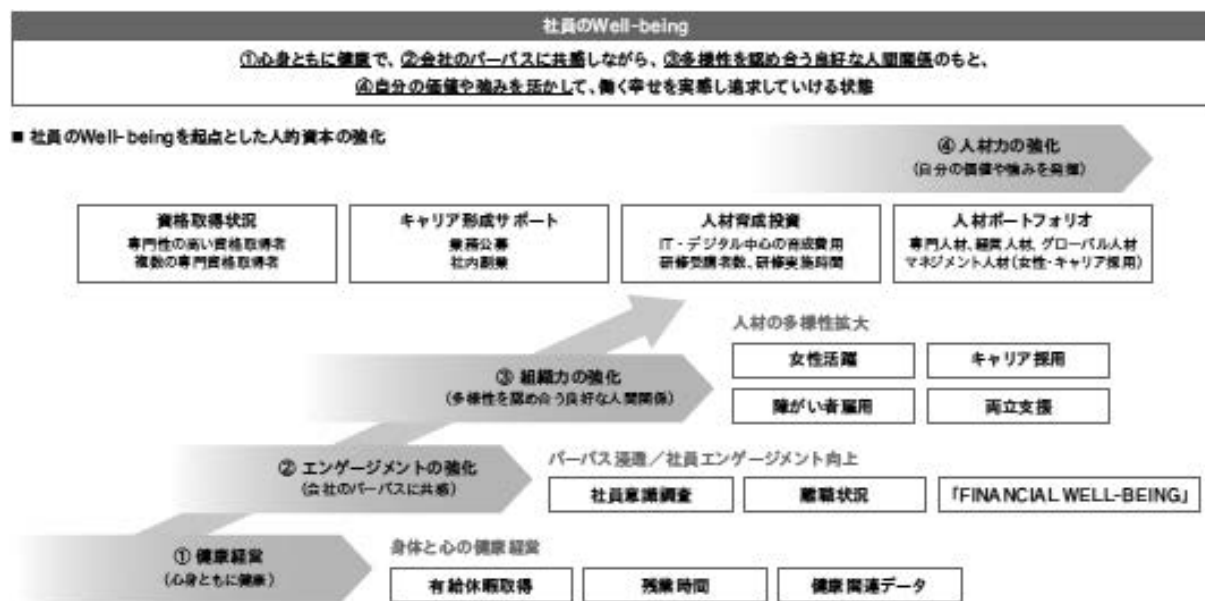 社員のWell-being
①心身ともに健康で、②会社のパーパスに共感しながら、③多様性を認め合う良好な人間関係のもと、
④自分の価値や強みを活かして、働く幸せを実感し追求していける状態
■ 社員のWell-beingを起点とした人的資本の強化
④ 人材力の強化
(自分の価値や強みを発揮)
資格取得状況
専門性の高い資格取得者
複数の専門資格取得者
キャリア形成サポート
業務公募
社内副業
人材育成投資
IT・デジタル中心の育成費用
研修受講者数、研修実施時間
人材ポートフォリオ
専門人材、経営人材、グローバル人材
マネジメント人材(女性・キャリア採用)
人材の多様性拡大
女性活躍
キャリア採用
③ 組織力の強化
(多様性を認め合う良好な人間関係)
障がい者雇用
両立支援
② エンゲージメントの強化
(会社のパーパスに共感)
パーパス浸透/社員エンゲージメント向上
社員意識調査
離職状況
「FINANCIAL WELL-BEING」
① 健康経営
(心身ともに健康)
身体と心の健康経営
有給休暇取得
残業時間
健康関連データ